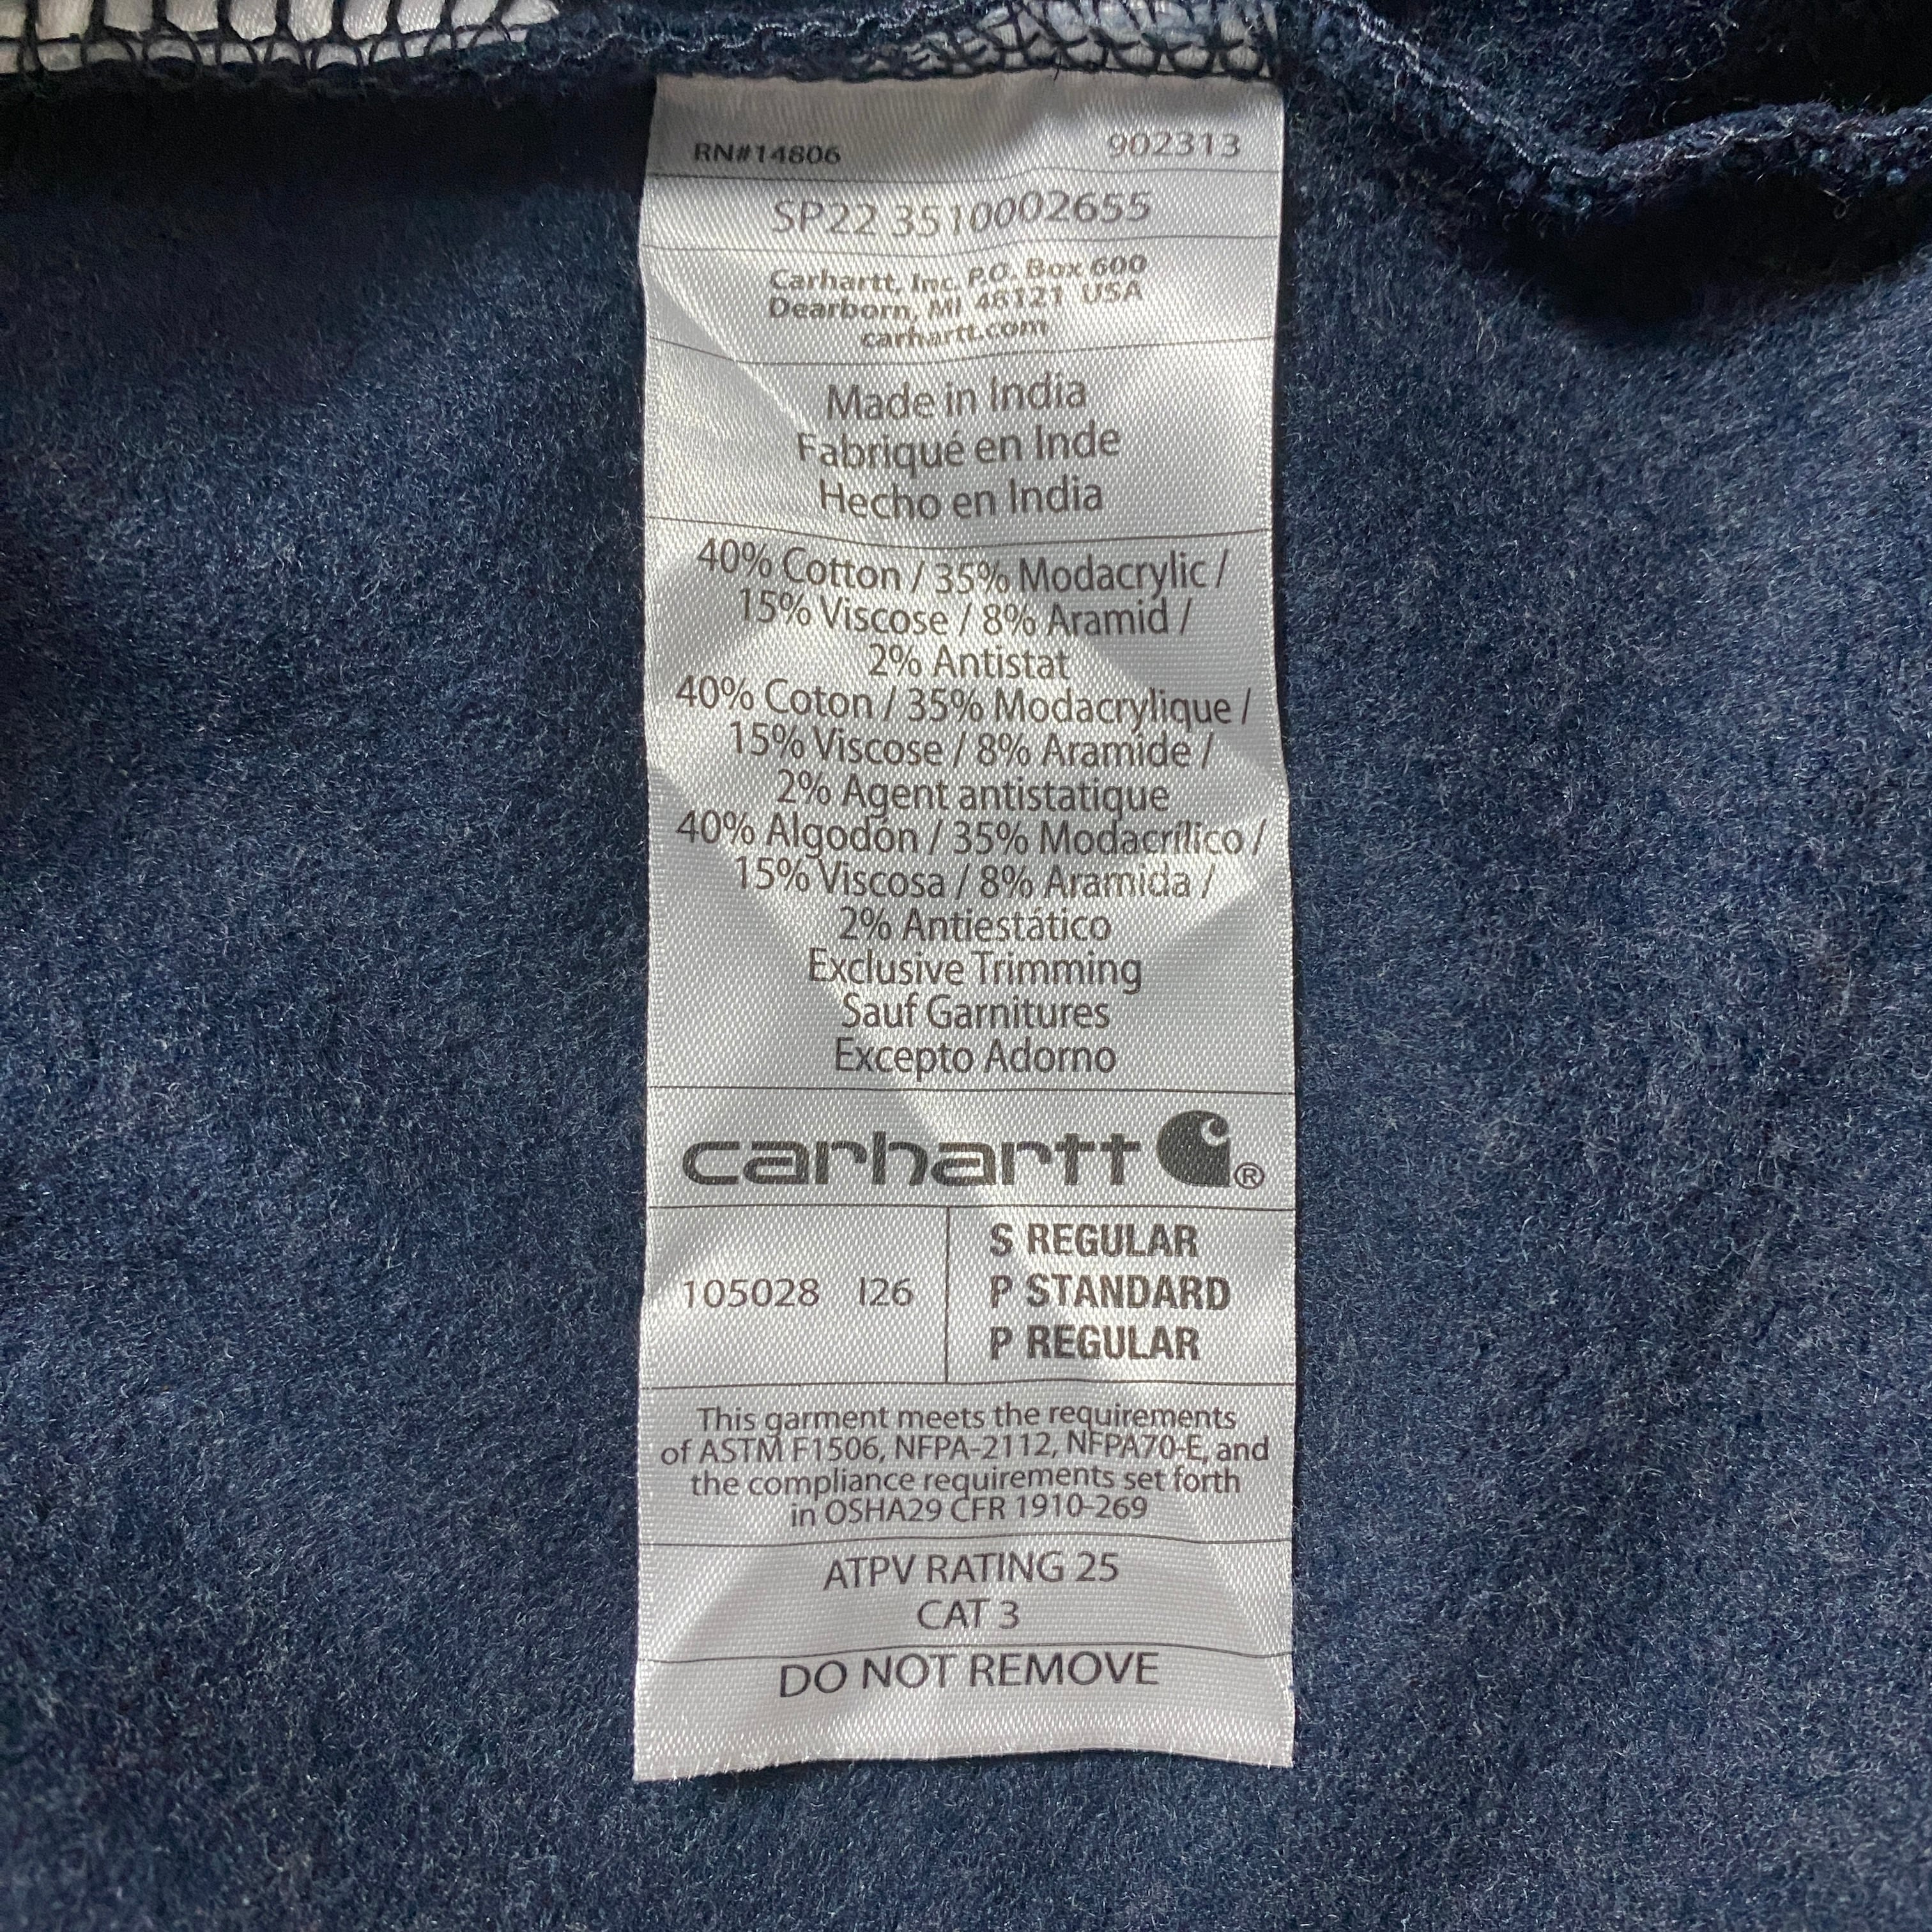 RN#14806 902313
SP22 3510002655
Carhartt, Inc. P.O. Box 600
Dearborn, MI 48121 USA
carhartt.com
Made in India
Fabriqué en Inde
Hecho en India
40% Cotton / 35% Modacrylic /
15% Viscose / 8% Aramid /
2% Antistat
40% Coton / 35% Modacrylique /
15% Viscose / 8% Aramide /
2% Agent antistatique
40% Algodón / 35% Modacrílico /
15% Viscosa / 8% Aramida /
2% Antiestático
Exclusive Trimming
Sauf Garnitures
Excepto Adorno
carhartt ®
105028 I26
S REGULAR
P STANDARD
P REGULAR
This garment meets the requirements
of ASTM F1506, NFPA-2112, NFPA70-E, and
the compliance requirements set forth
in OSHA29 CFR 1910-269
ATPV RATING 25
CAT 3
DO NOT REMOVE